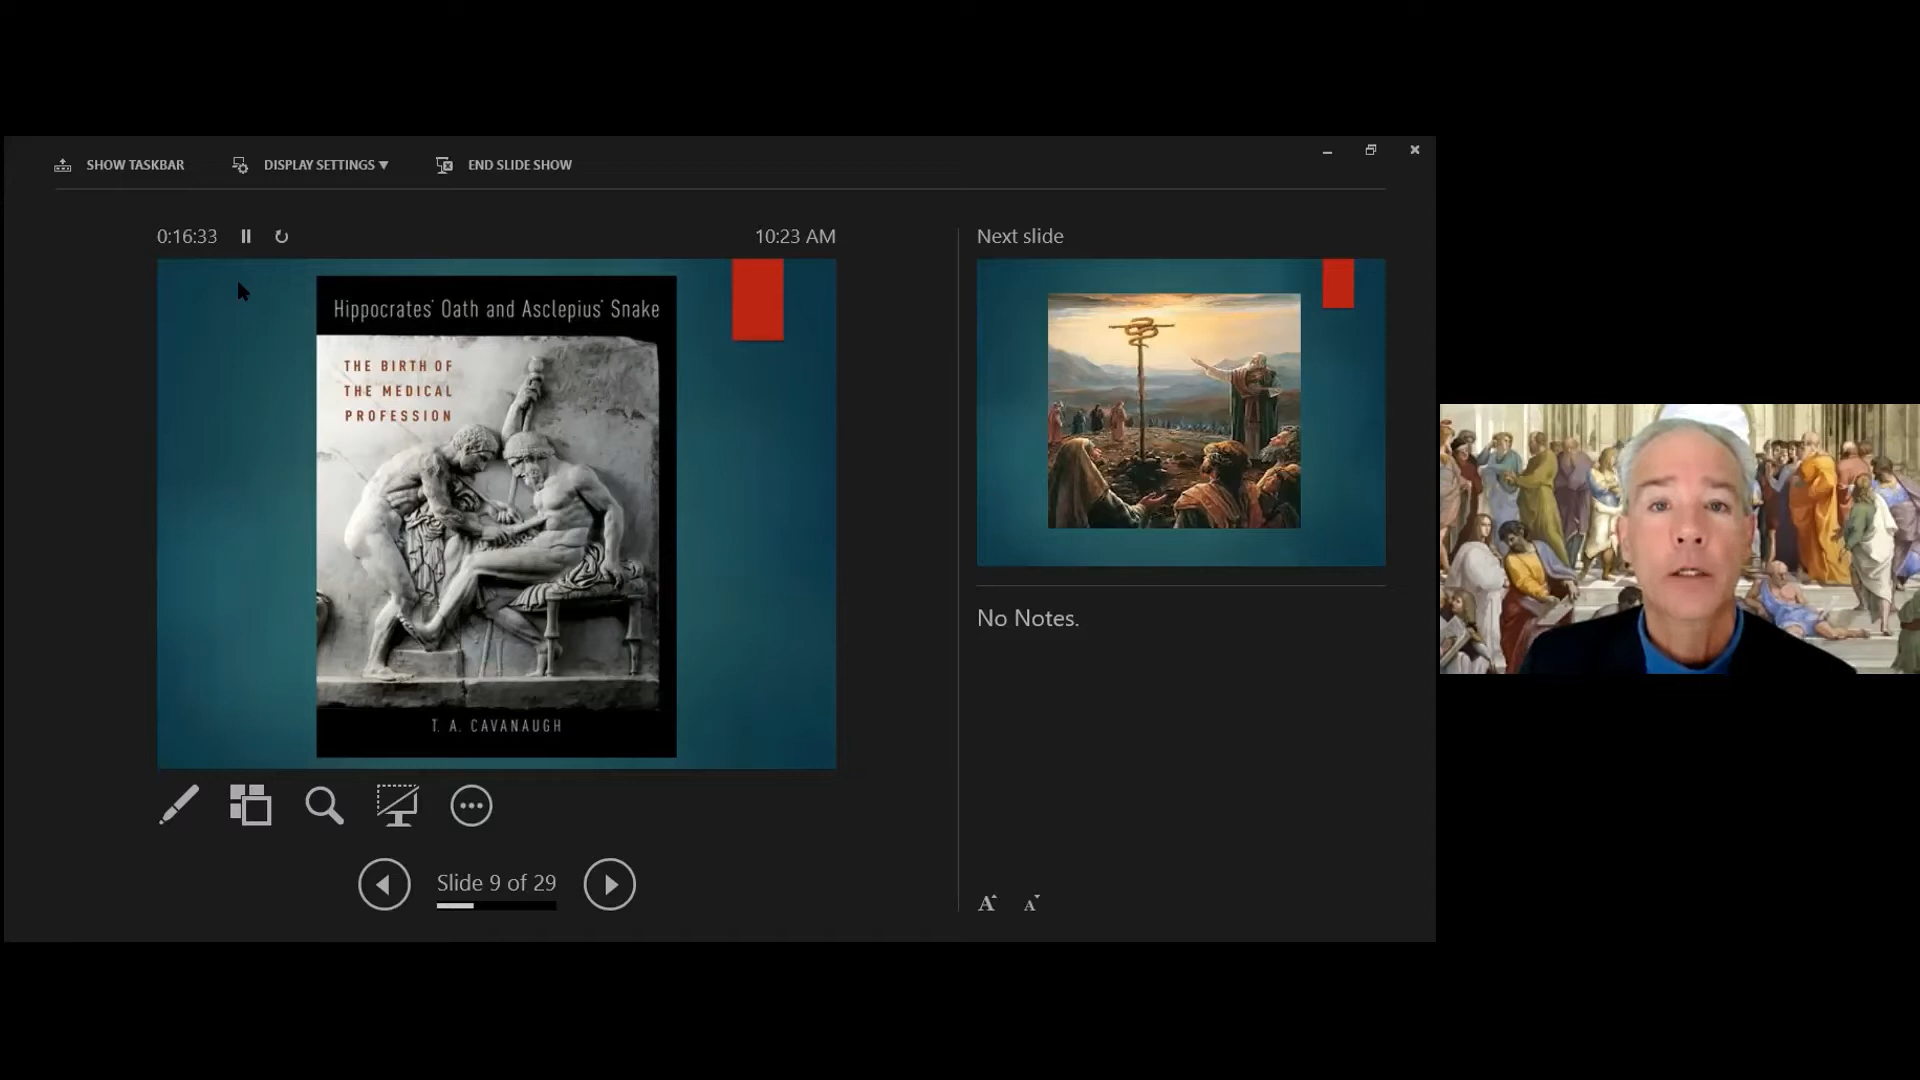 SHOW TASKBAR
DISPLAY SETTINGS ▼
END SLIDE SHOW
0:16:33
10:23 AM
Hippocrates' Oath and Asclepius' Snake
THE BIRTH OF
THE MEDICAL
PROFESSION
T. A. CAVANAUGH
Slide 9 of 29
Next slide
No Notes.
A
A